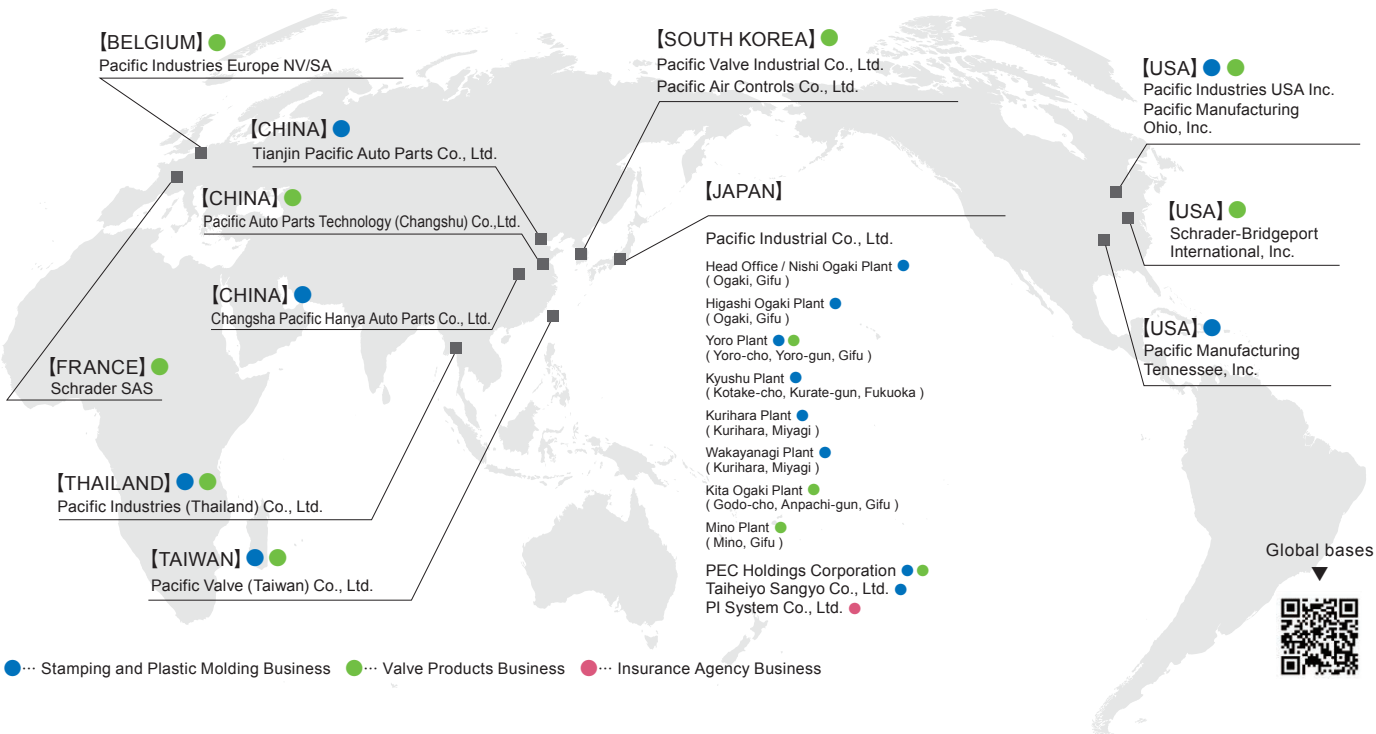 【BELGIUM】
Pacific Industries Europe NV/SA
【CHINA】
Tianjin Pacific Auto Parts Co., Ltd.
【CHINA】
Pacific Auto Parts Technology (Changshu) Co.,Ltd.
【CHINA】
Changsha Pacific Hanya Auto Parts Co., Ltd.
【FRANCE】
Schrader SAS
【THAILAND】
Pacific Industries (Thailand) Co., Ltd.
【TAIWAN】
Pacific Valve (Taiwan) Co., Ltd.
【SOUTH KOREA】
Pacific Valve Industrial Co., Ltd.
Pacific Air Controls Co., Ltd.
【JAPAN】
Pacific Industrial Co., Ltd.
Head Office / Nishi Ogaki Plant
( Ogaki, Gifu )
Higashi Ogaki Plant
( Ogaki, Gifu )
Yoro Plant
( Yoro-cho, Yoro-gun, Gifu )
Kyushu Plant
( Kotake-cho, Kurate-gun, Fukuoka )
Kurihara Plant
( Kurihara, Miyagi )
Wakayanagi Plant
( Kurihara, Miyagi )
Kita Ogaki Plant
( Godo-cho, Anpachi-gun, Gifu )
Mino Plant
( Mino, Gifu )
PEC Holdings Corporation
Taiheiyo Sangyo Co., Ltd.
PI System Co., Ltd.
【USA】
Pacific Industries USA Inc.
Pacific Manufacturing
Ohio, Inc.
【USA】
Schrader-Bridgeport
International, Inc.
【USA】
Pacific Manufacturing
Tennessee, Inc.
Global bases
▼
●··· Stamping and Plastic Molding Business ●··· Valve Products Business ●··· Insurance Agency Business